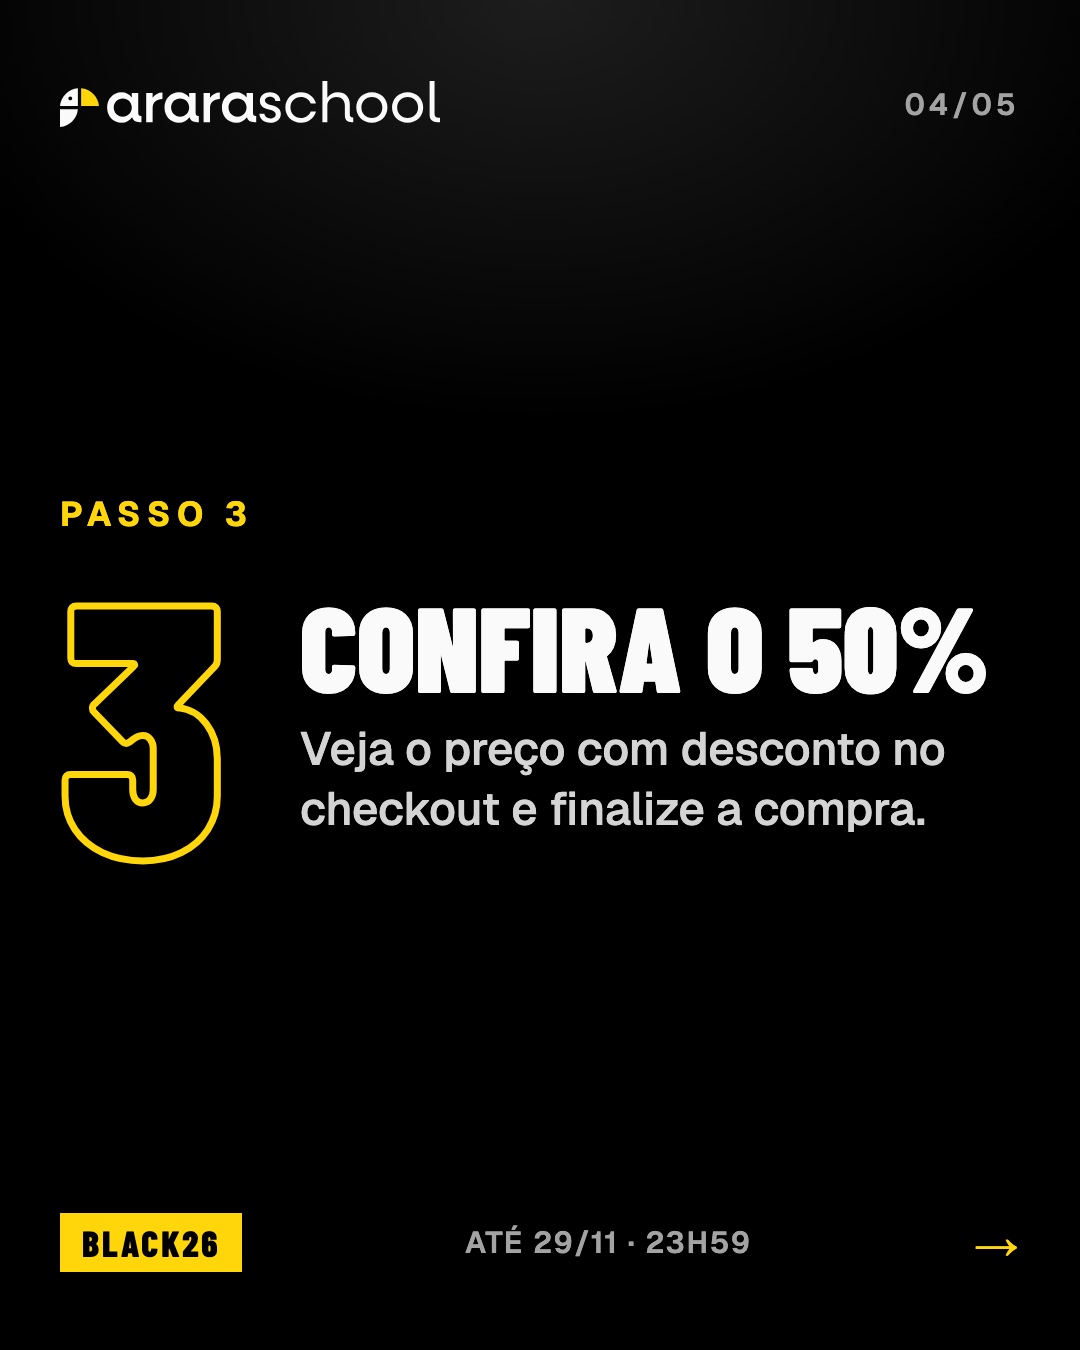 araraschool
04/05
PASSO 3
3
CONFIRA O 50%
Veja o preço com desconto no
checkout e finalize a compra.
BLACK26
ATÉ 29/11 · 23H59
→